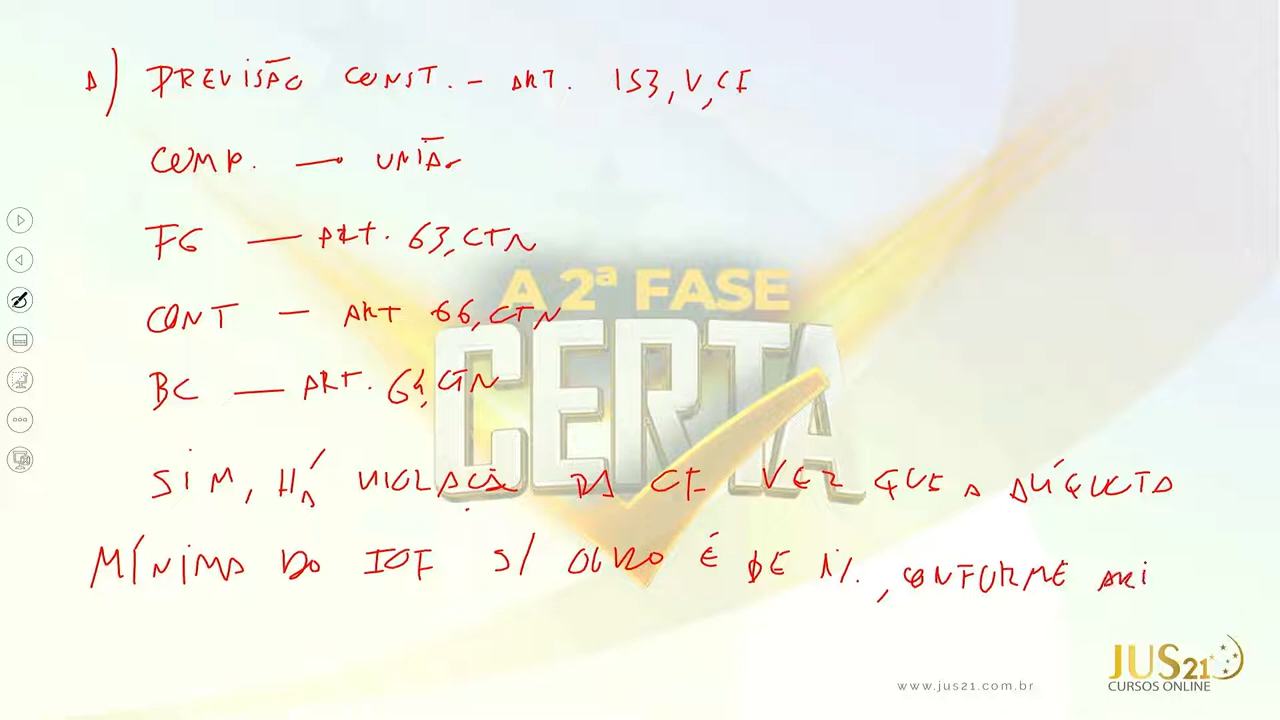 A) PREVISÃO CONST. - ART. 153, V, CF
COMP. — UNIÃO
FG — ART. 63, CTN
CONT — ART 66, CTN
BC — ART. 64, CTN
SIM, HÁ VIOLAÇÃO DA CF VEZ QUE A ALÍQUOTA
MÍNIMA DO IOF S/ OURO É DE 1%, CONFORME ART
A 2ª FASE
CERTA
JUS21
CURSOS ONLINE
www.jus21.com.br